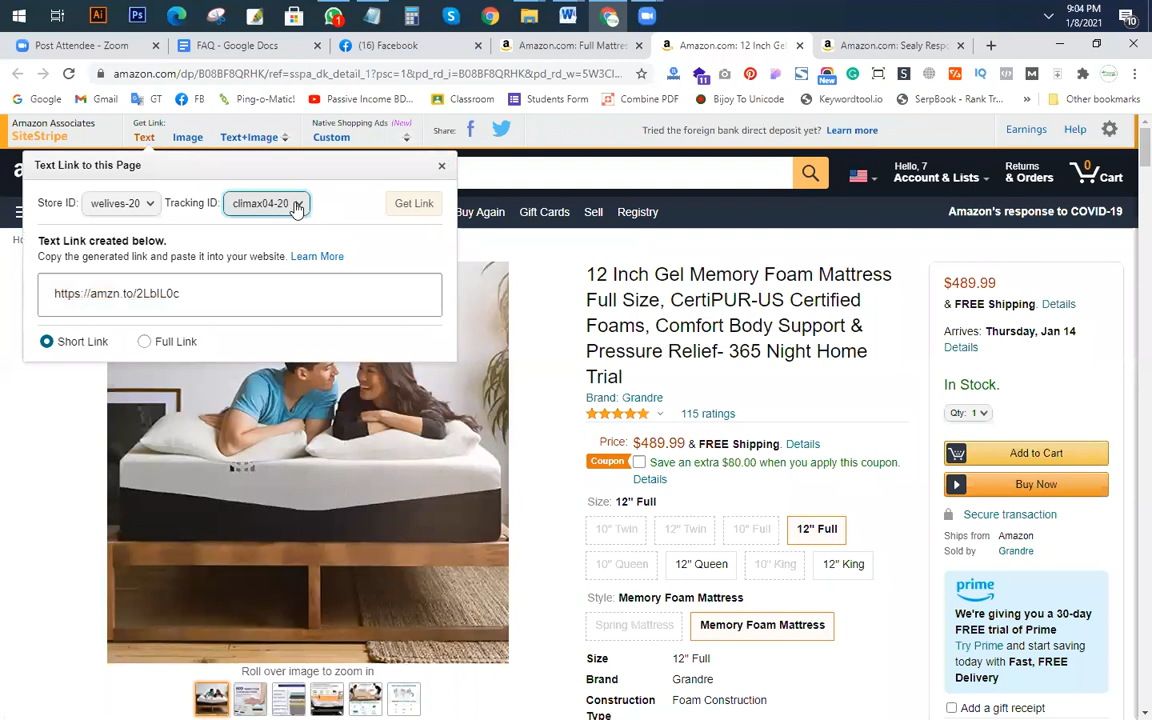 9:04 PM
1/8/2021
10
Post Attendee - Zoom
FAQ - Google Docs
(16) Facebook
Amazon.com: Full Mattre
Amazon.com: 12 Inch Gel
Amazon.com: Sealy Resp
amazon.com/dp/B08BF8QRHK/ref=sspa_dk_detail_1?psc=1&pd_rd_i=B08BF8QRHK&pd_rd_w=5W3Cl...
Google
Gmail
GT
FB
Ping-o-Matic!
Passive Income BD...
Classroom
Students Form
Combine PDF
Bijoy To Unicode
Keywordtool.io
SerpBook - Rank Tr...
Other bookmarks
Amazon Associates
SiteStripe
Get Link:
Text
Image
Text+Image
Native Shopping Ads (New)
Custom
Share:
Tried the foreign bank direct deposit yet? Learn more
Earnings
Help
Text Link to this Page
Store ID: welives-20 Tracking ID: climax04-20 Get Link
Text Link created below.
Copy the generated link and paste it into your website. Learn More
https://amzn.to/2LbIL0c
Short Link
Full Link
Hello, 7
Account & Lists
Returns
& Orders
0
Cart
Buy Again
Gift Cards
Sell
Registry
Amazon's response to COVID-19
12 Inch Gel Memory Foam Mattress
Full Size, CertiPUR-US Certified
Foams, Comfort Body Support &
Pressure Relief- 365 Night Home
Trial
Brand: Grandre
115 ratings
Price: $489.99 & FREE Shipping. Details
Coupon Save an extra $80.00 when you apply this coupon.
Details
Size: 12" Full
10" Twin
12" Twin
10" Full
12" Full
10" Queen
12" Queen
10" King
12" King
Style: Memory Foam Mattress
Spring Mattress
Memory Foam Mattress
Size 12" Full
Brand Grandre
Construction Foam Construction
Type
Roll over image to zoom in
$489.99
& FREE Shipping. Details
Arrives: Thursday, Jan 14
Details
In Stock.
Qty: 1
Add to Cart
Buy Now
Secure transaction
Ships from Amazon
Sold by Grandre
prime
We're giving you a 30-day
FREE trial of Prime
Try Prime and start saving
today with Fast, FREE
Delivery
Add a gift receipt